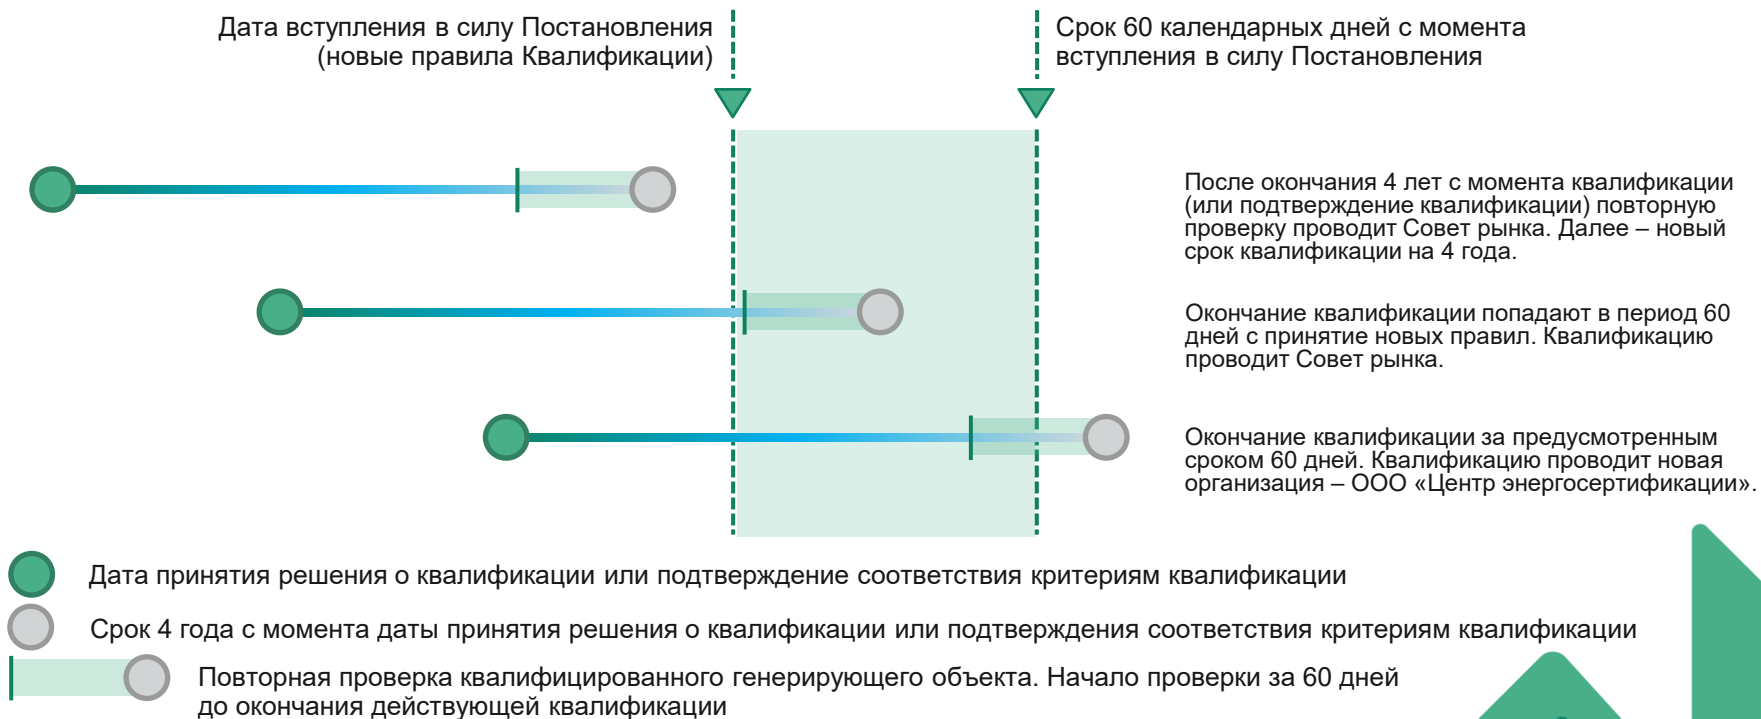 Дата вступления в силу Постановления
(новые правила Квалификации)
Срок 60 календарных дней с момента
вступления в силу Постановления
После окончания 4 лет с момента квалификации
(или подтверждение квалификации) повторную
проверку проводит Совет рынка. Далее – новый
срок квалификации на 4 года.
Окончание квалификации попадают в период 60
дней с принятие новых правил. Квалификацию
проводит Совет рынка.
Окончание квалификации за предусмотренным
сроком 60 дней. Квалификацию проводит новая
организация – ООО «Центр энергосертификации».
Дата принятия решения о квалификации или подтверждение соответствия критериям квалификации
Срок 4 года с момента даты принятия решения о квалификации или подтверждения соответствия критериям квалификации
Повторная проверка квалифицированного генерирующего объекта. Начало проверки за 60 дней
до окончания действующей квалификации